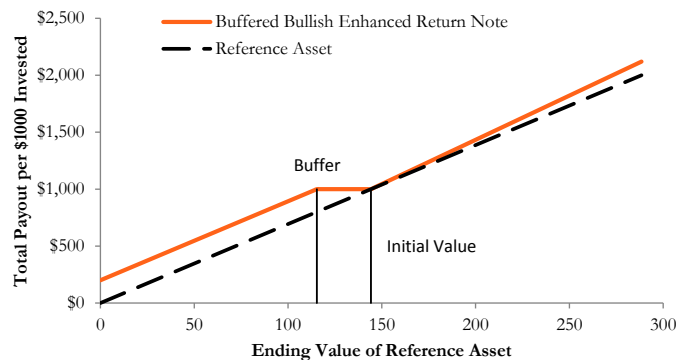 $2,500
Buffered Bullish Enhanced Return Note
Reference Asset
$2,000
$1,500
Buffer
$1,000
Initial Value
$500
$0
0 50 100 150 200 250 300
Total Payout per $1000 Invested
Ending Value of Reference Asset